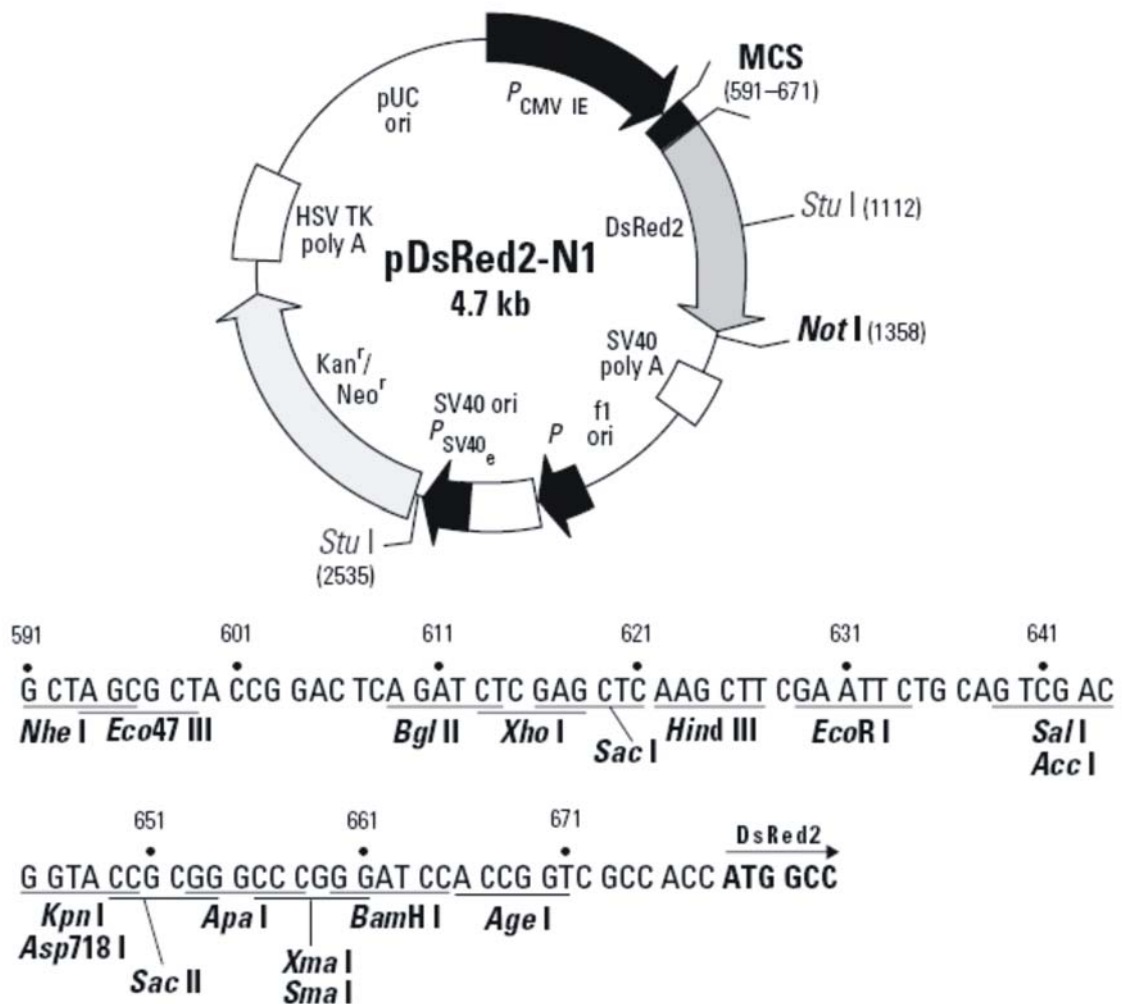 MCS
(591–671)
P CMV IE
pUC
ori
HSV TK
poly A
DsRed2
Stu I (1112)
pDsRed2-N1
4.7 kb
Not I (1358)
SV40
poly A
Kanʳ/
Neoʳ
SV40 ori
P SV40e
P
f1
ori
Stu I
(2535)
591 601 611 621 631 641
G CTA GCG CTA CCG GAC TCA GAT CTC GAG CTC AAG CTT CGA ATT CTG CAG TCG AC
Nhe I Eco47 III Bgl II Xho I Sac I Hind III EcoR I Sal I
Acc I
651 661 671 DsRed2
G GTA CCG CGG GCC CGG GAT CCA CCG GTC GCC ACC ATG GCC
Kpn I Apa I BamH I Age I
Asp718 I
Sac II Xma I
Sma I